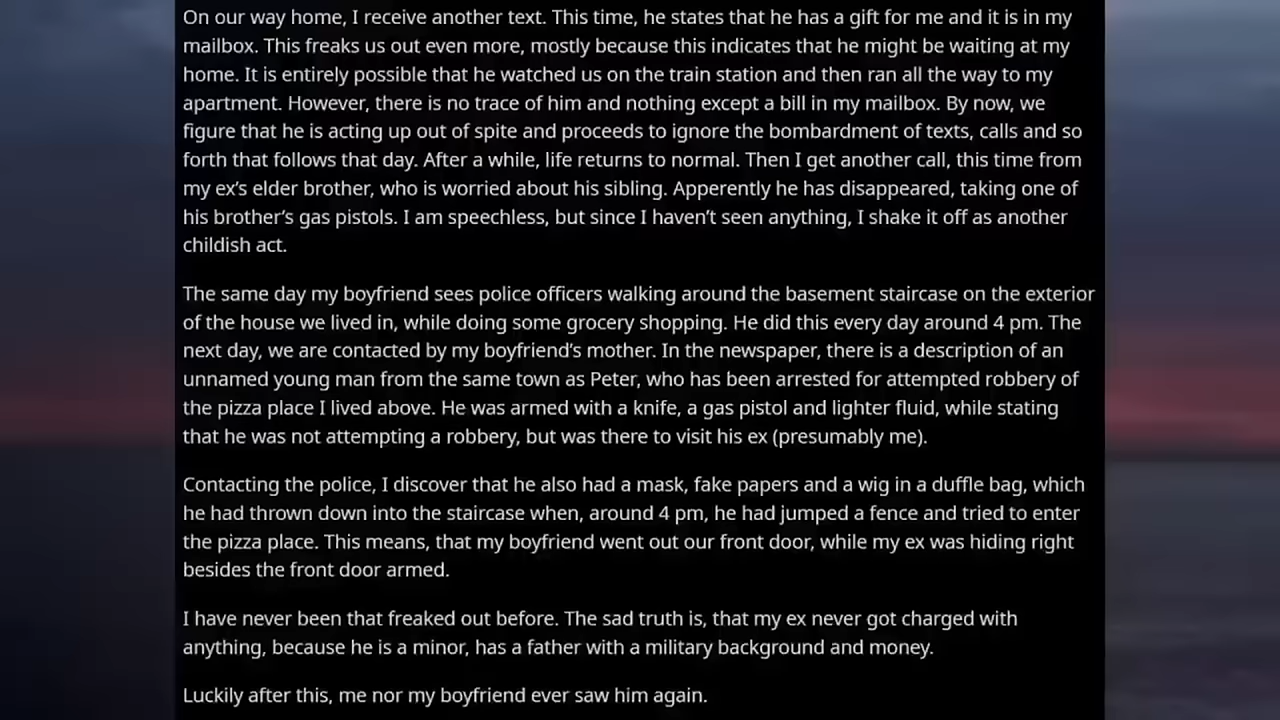 On our way home, I receive another text. This time, he states that he has a gift for me and it is in my
mailbox. This freaks us out even more, mostly because this indicates that he might be waiting at my
home. It is entirely possible that he watched us on the train station and then ran all the way to my
apartment. However, there is no trace of him and nothing except a bill in my mailbox. By now, we
figure that he is acting up out of spite and proceeds to ignore the bombardment of texts, calls and so
forth that follows that day. After a while, life returns to normal. Then I get another call, this time from
my ex’s elder brother, who is worried about his sibling. Apperently he has disappeared, taking one of
his brother’s gas pistols. I am speechless, but since I haven’t seen anything, I shake it off as another
childish act.
The same day my boyfriend sees police officers walking around the basement staircase on the exterior
of the house we lived in, while doing some grocery shopping. He did this every day around 4 pm. The
next day, we are contacted by my boyfriend’s mother. In the newspaper, there is a description of an
unnamed young man from the same town as Peter, who has been arrested for attempted robbery of
the pizza place I lived above. He was armed with a knife, a gas pistol and lighter fluid, while stating
that he was not attempting a robbery, but was there to visit his ex (presumably me).
Contacting the police, I discover that he also had a mask, fake papers and a wig in a duffle bag, which
he had thrown down into the staircase when, around 4 pm, he had jumped a fence and tried to enter
the pizza place. This means, that my boyfriend went out our front door, while my ex was hiding right
besides the front door armed.
I have never been that freaked out before. The sad truth is, that my ex never got charged with
anything, because he is a minor, has a father with a military background and money.
Luckily after this, me nor my boyfriend ever saw him again.